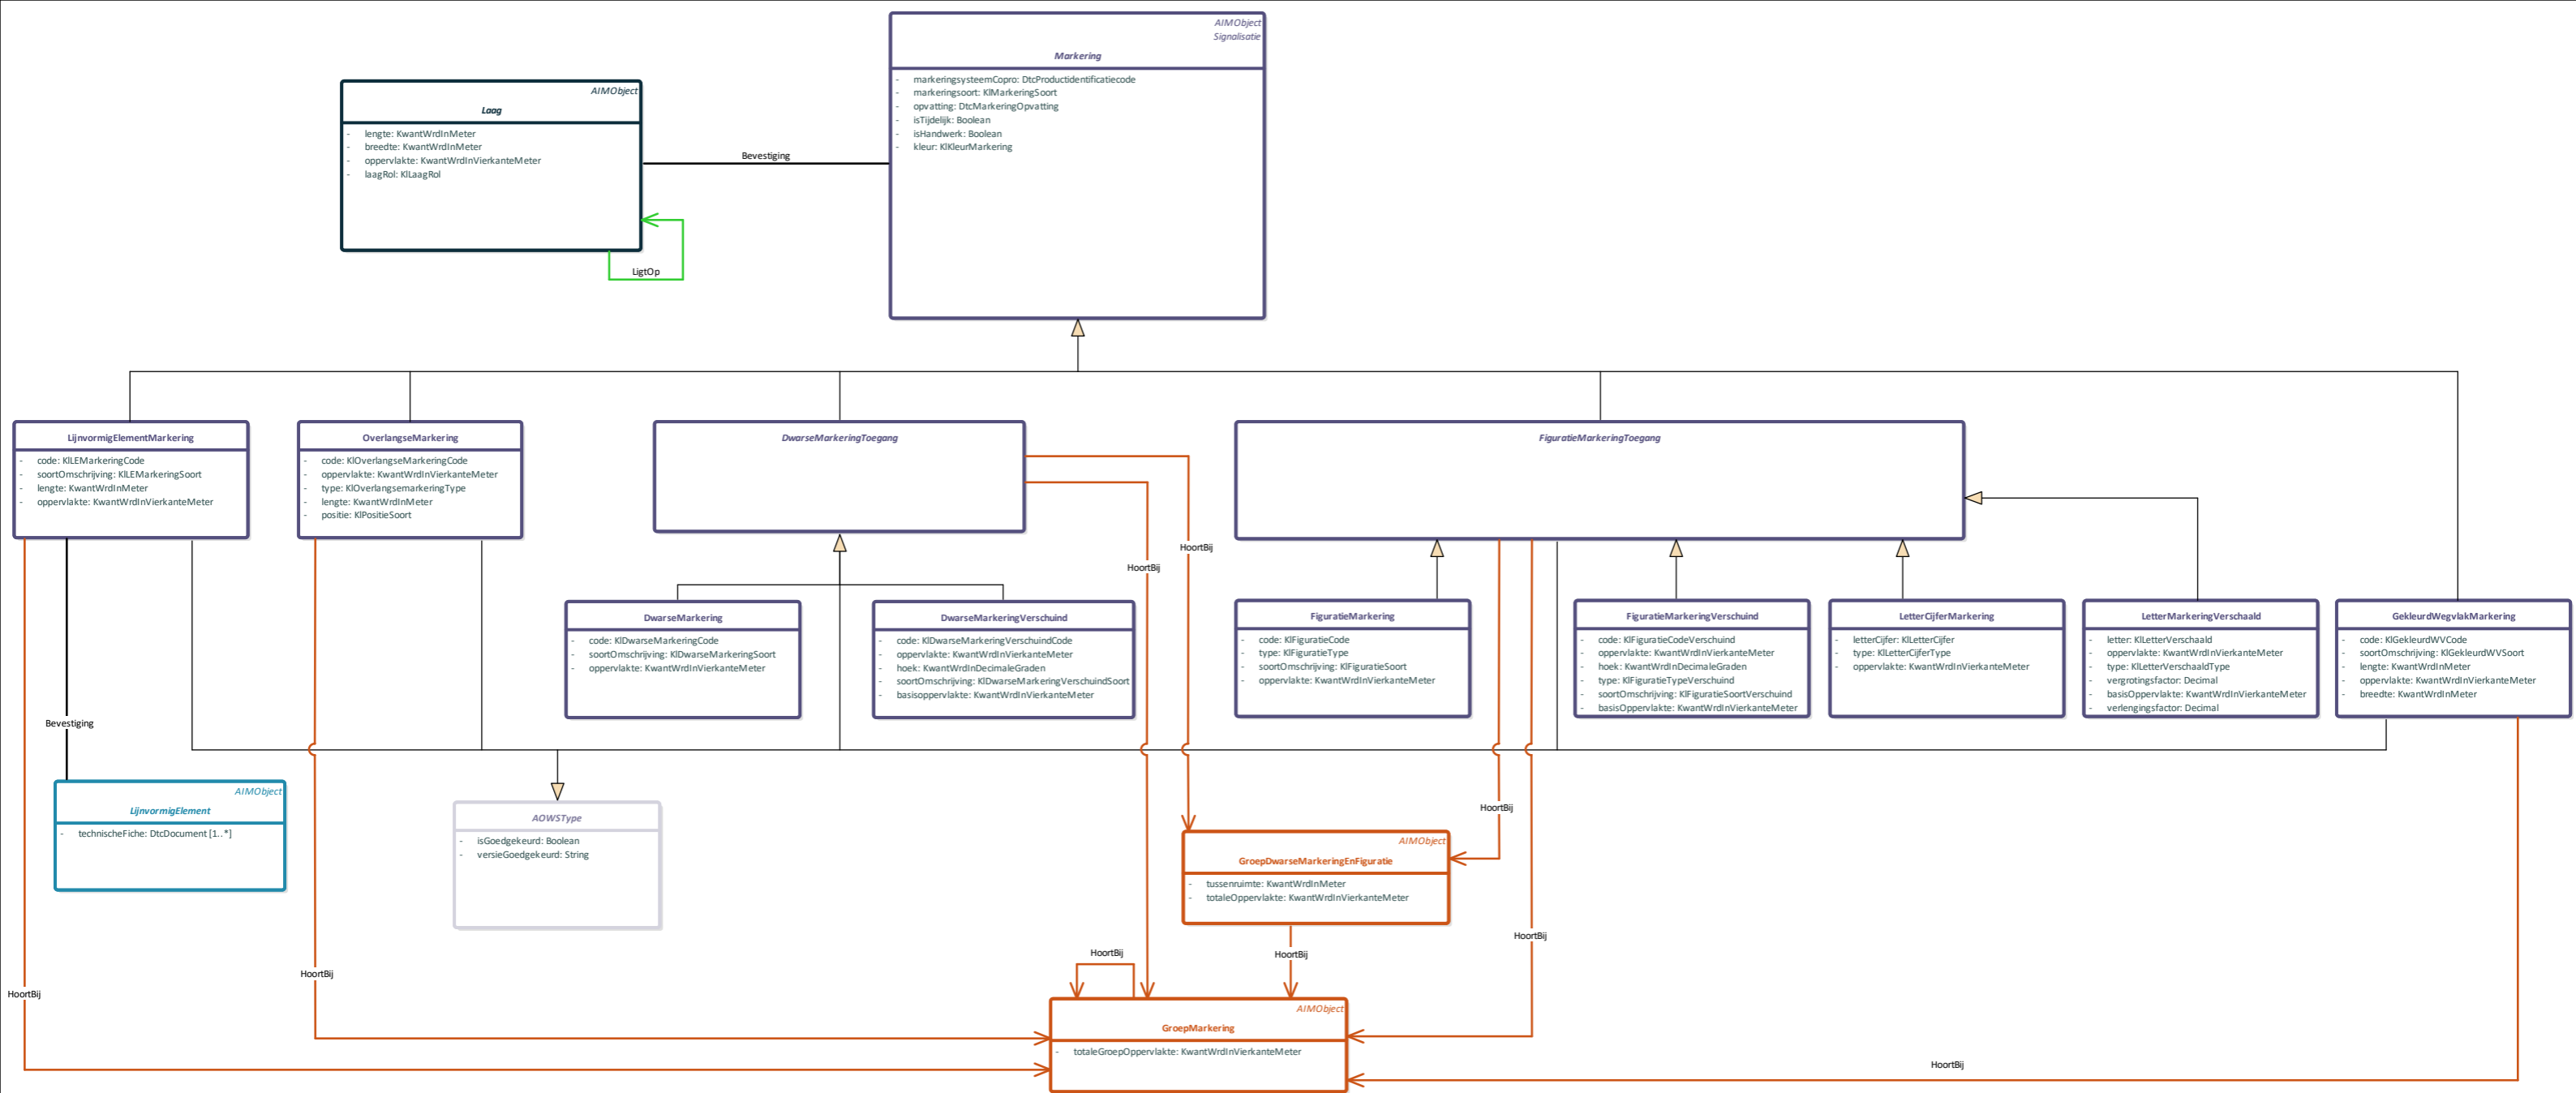 AIMObject
Signalisatie
Markering
- markeringsysteemCopro: DtcProductidentificatiecode
- markeringsoort: KlMarkeringSoort
- opvatting: DtcMarkeringOpvatting
- isTijdelijk: Boolean
- isHandwerk: Boolean
- kleur: KlKleurMarkering
AIMObject
Laag
- lengte: KwantWrdInMeter
- breedte: KwantWrdInMeter
- oppervlakte: KwantWrdInVierkanteMeter
- laagRol: KlLaagRol
Bevestiging
LigtOp
LijnvormigElementMarkering
- code: KlLEMarkeringCode
- soortOmschrijving: KlLEMarkeringSoort
- lengte: KwantWrdInMeter
- oppervlakte: KwantWrdInVierkanteMeter
OverlangseMarkering
- code: KlOverlangseMarkeringCode
- oppervlakte: KwantWrdInVierkanteMeter
- type: KlOverlangsemarkeringType
- lengte: KwantWrdInMeter
- positie: KlPositieSoort
DwarseMarkeringToegang
FiguratieMarkeringToegang
HoortBij
HoortBij
DwarseMarkering
- code: KlDwarseMarkeringCode
- soortOmschrijving: KlDwarseMarkeringSoort
- oppervlakte: KwantWrdInVierkanteMeter
DwarseMarkeringVerschuind
- code: KlDwarseMarkeringVerschuindCode
- oppervlakte: KwantWrdInVierkanteMeter
- hoek: KwantWrdInDecimaleGraden
- soortOmschrijving: KlDwarseMarkeringVerschuindSoort
- basisoppervlakte: KwantWrdInVierkanteMeter
FiguratieMarkering
- code: KlFiguratieCode
- type: KlFiguratieType
- soortOmschrijving: KlFiguratieSoort
- oppervlakte: KwantWrdInVierkanteMeter
FiguratieMarkeringVerschuind
- code: KlFiguratieCodeVerschuind
- oppervlakte: KwantWrdInVierkanteMeter
- hoek: KwantWrdInDecimaleGraden
- type: KlFiguratieTypeVerschuind
- soortOmschrijving: KlFiguratieSoortVerschuind
- basisOppervlakte: KwantWrdInVierkanteMeter
LetterCijferMarkering
- letterCijfer: KlLetterCijfer
- type: KlLetterCijferType
- oppervlakte: KwantWrdInVierkanteMeter
LetterMarkeringVerschaald
- letter: KlLetterVerschaald
- oppervlakte: KwantWrdInVierkanteMeter
- type: KlLetterVerschaaldType
- vergrotingsfactor: Decimal
- basisOppervlakte: KwantWrdInVierkanteMeter
- verlengingsfactor: Decimal
GekleurdWegvlakMarkering
- code: KlGekleurdWVCode
- soortOmschrijving: KlGekleurdWVSoort
- lengte: KwantWrdInMeter
- oppervlakte: KwantWrdInVierkanteMeter
- breedte: KwantWrdInMeter
Bevestiging
AIMObject
LijnvormigElement
- technischeFiche: DtcDocument [1..*]
AOWSType
- isGoedgekeurd: Boolean
- versieGoedgekeurd: String
HoortBij
AIMObject
GroepDwarseMarkeringEnFiguratie
- tussenruimte: KwantWrdInMeter
- totaleOppervlakte: KwantWrdInVierkanteMeter
HoortBij
HoortBij
HoortBij
HoortBij
HoortBij
AIMObject
GroepMarkering
- totaleGroepOppervlakte: KwantWrdInVierkanteMeter
HoortBij